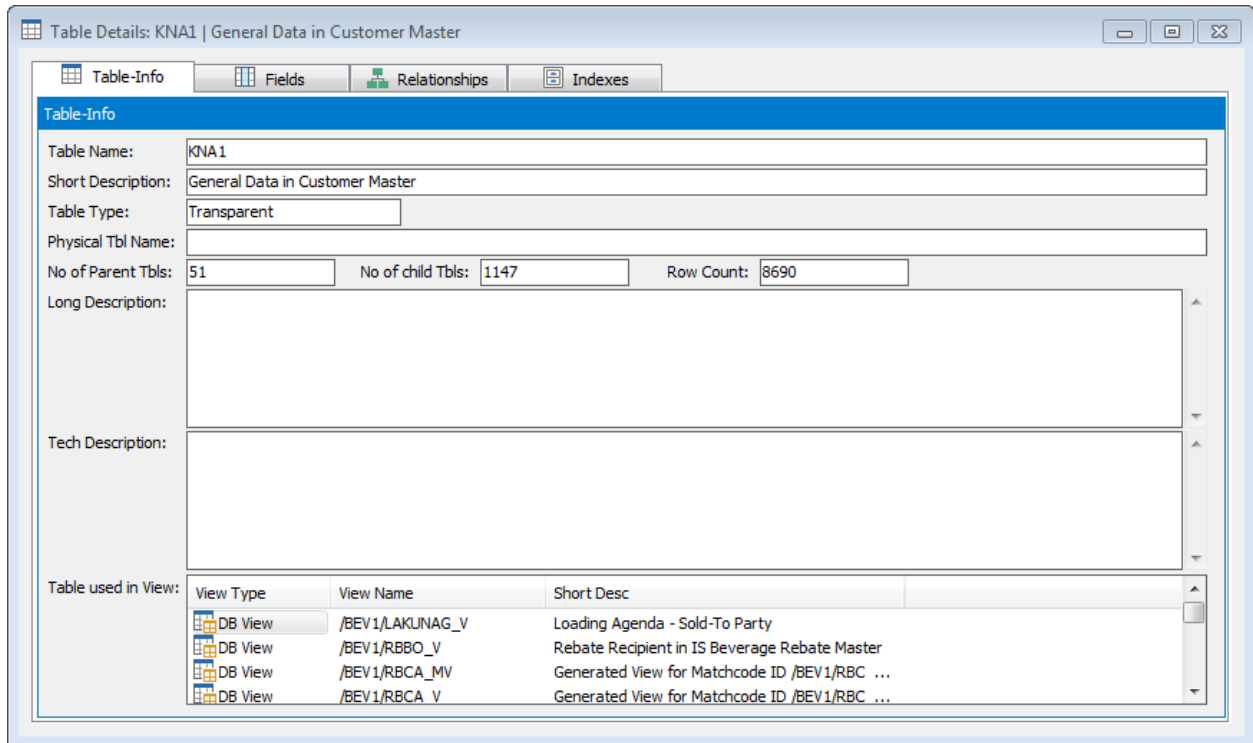 Table Details: KNA1 | General Data in Customer Master
Table-Info Fields Relationships Indexes
Table-Info
Table Name: KNA1
Short Description: General Data in Customer Master
Table Type: Transparent
Physical Tbl Name:
No of Parent Tbls: 51 No of child Tbls: 1147 Row Count: 8690
Long Description:
Tech Description:
Table used in View: View Type View Name Short Desc
DB View /BEV1/LAKUNAG_V Loading Agenda - Sold-To Party
DB View /BEV1/RBBO_V Rebate Recipient in IS Beverage Rebate Master
DB View /BEV1/RBCA_MV Generated View for Matchcode ID /BEV1/RBC ...
DB View /BEV1/RBCA_V Generated View for Matchcode ID /BEV1/RBC ...